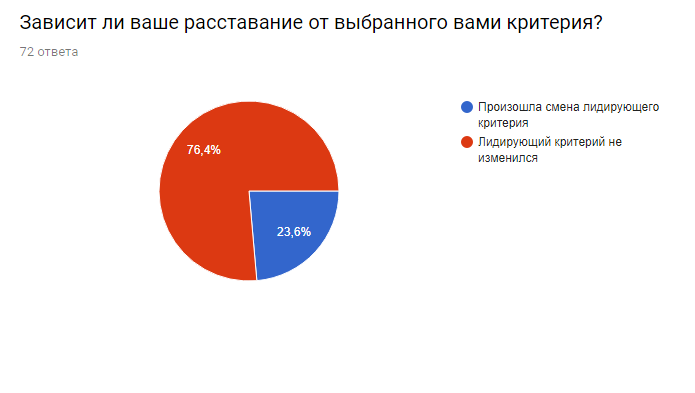 Зависит ли ваше расставание от выбранного вами критерия?
72 ответа
Произошла смена лидирующего
критерия
Лидирующий критерий не
изменился
76,4%
23,6%